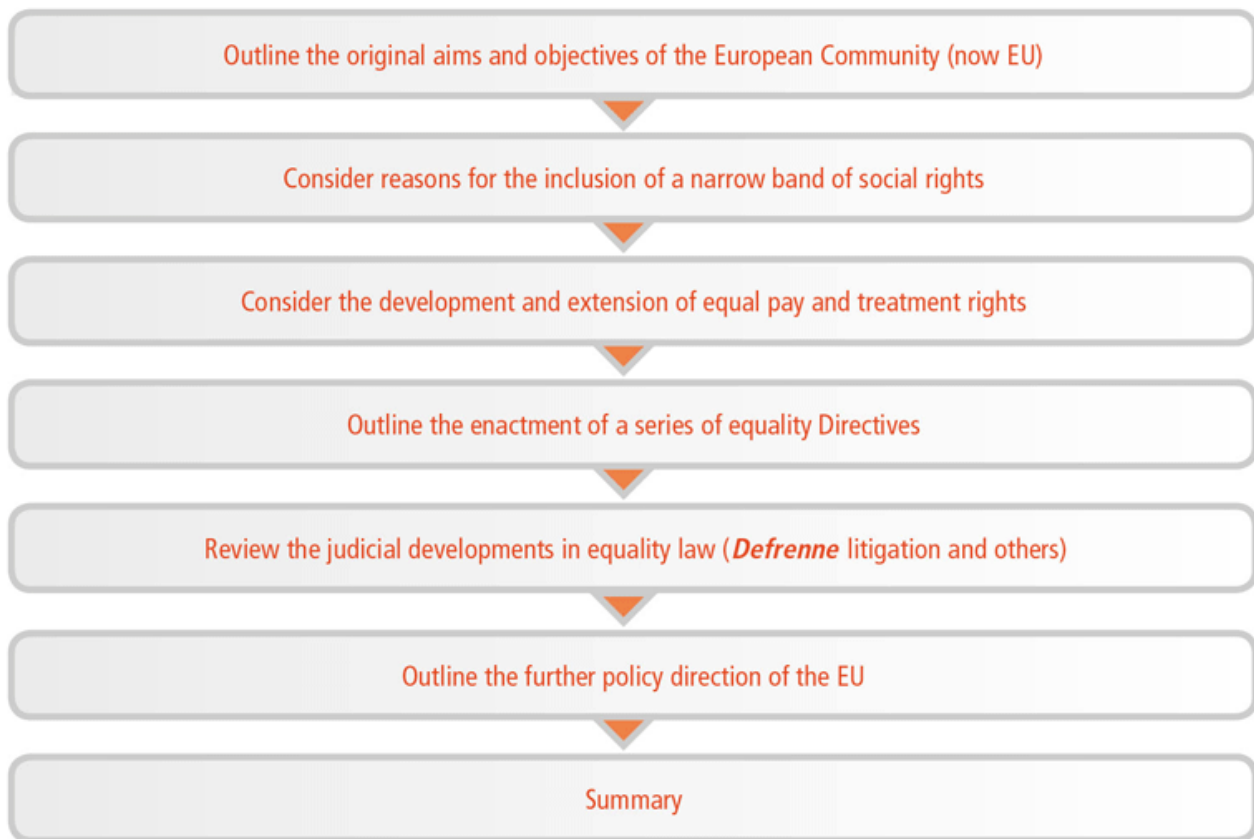 Outline the original aims and objectives of the European Community (now EU)
Consider reasons for the inclusion of a narrow band of social rights
Consider the development and extension of equal pay and treatment rights
Outline the enactment of a series of equality Directives
Review the judicial developments in equality law (Defrenne litigation and others)
Outline the further policy direction of the EU
Summary